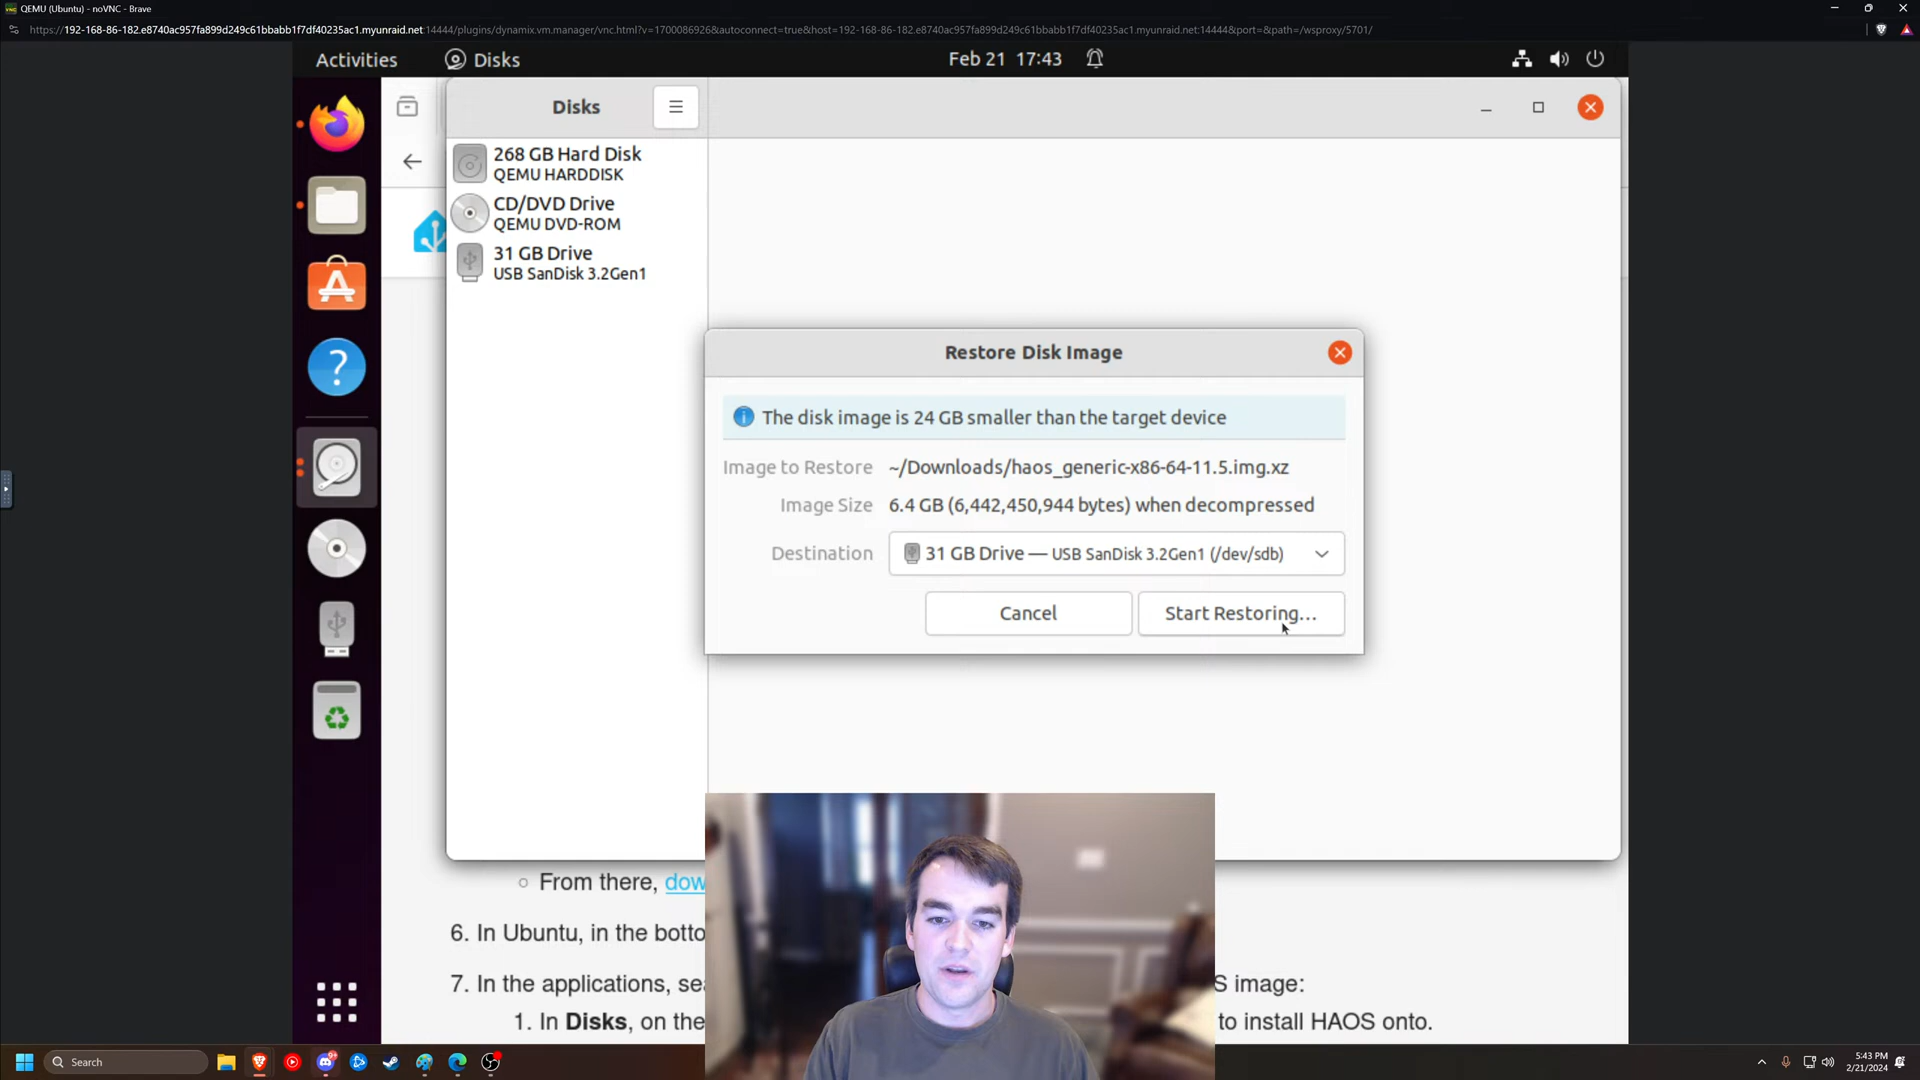 QEMU (Ubuntu) - noVNC - Brave
https://192-168-86-182.e8740ac957fa899d249c61bbabb1f7df40235ac1.myunraid.net:14444/plugins/dynamix.vm.manager/vnc.html?v=1700086926&autoconnect=true&host=192-168-86-182.e8740ac957fa899d249c61bbabb1f7df40235ac1.myunraid.net:14444&port=&path=/wsproxy/5701/
Activities
Disks
Feb 21 17:43
Disks
268 GB Hard Disk
QEMU HARDDISK
CD/DVD Drive
QEMU DVD-ROM
31 GB Drive
USB SanDisk 3.2Gen1
Restore Disk Image
The disk image is 24 GB smaller than the target device
Image to Restore ~/Downloads/haos_generic-x86-64-11.5.img.xz
Image Size 6.4 GB (6,442,450,944 bytes) when decompressed
Destination 31 GB Drive — USB SanDisk 3.2Gen1 (/dev/sdb)
Cancel
Start Restoring…
From there, dow
6. In Ubuntu, in the botto
7. In the applications, sea S image:
1. In Disks, on the to install HAOS onto.
Search
5:43 PM
2/21/2024